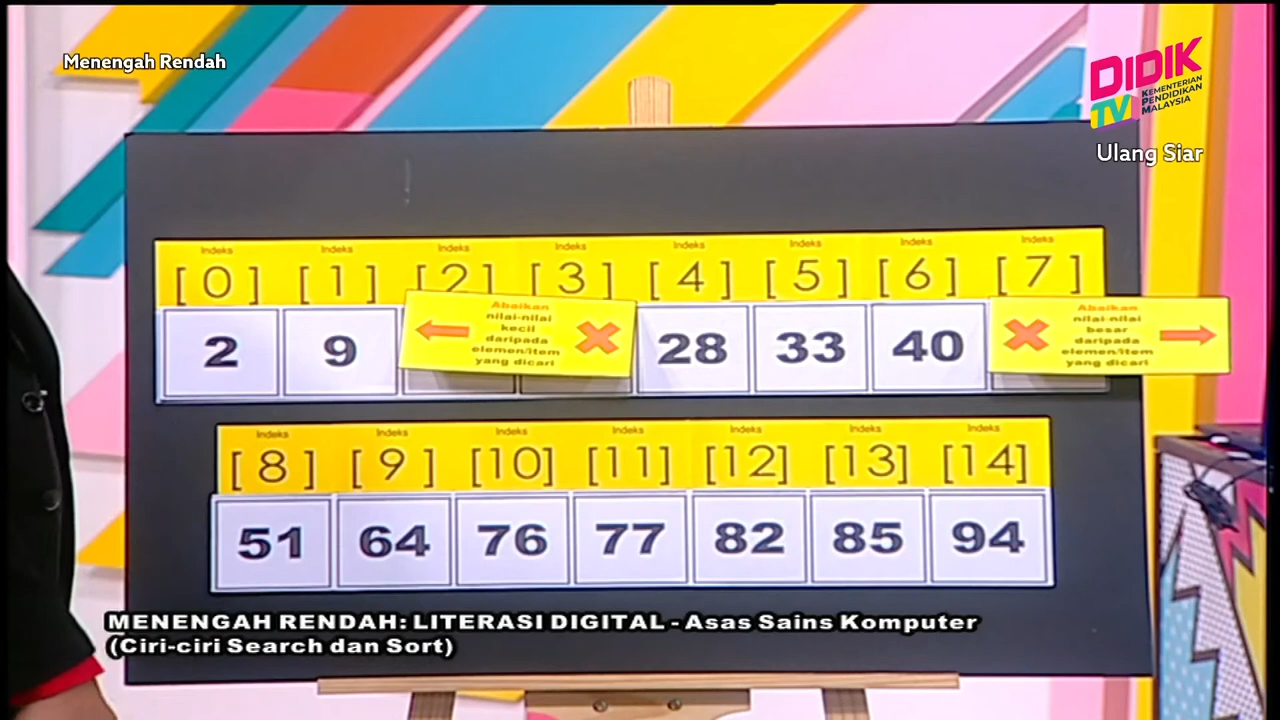 Menengah Rendah
DIDIK
TV
KEMENTERIAN
PENDIDIKAN
MALAYSIA
Ulang Siar
Indeks Indeks Indeks Indeks Indeks Indeks Indeks Indeks
[0] [1] [2] [3] [4] [5] [6] [7]
Abaikan
nilai-nilai
kecil
daripada
elemen/item
yang dicari
Abaikan
nilai-nilai
besar
daripada
elemen/item
yang dicari
2 9 28 33 40
Indeks Indeks Indeks Indeks Indeks Indeks Indeks
[8] [9] [10] [11] [12] [13] [14]
51 64 76 77 82 85 94
MENENGAH RENDAH: LITERASI DIGITAL - Asas Sains Komputer
(Ciri-ciri Search dan Sort)